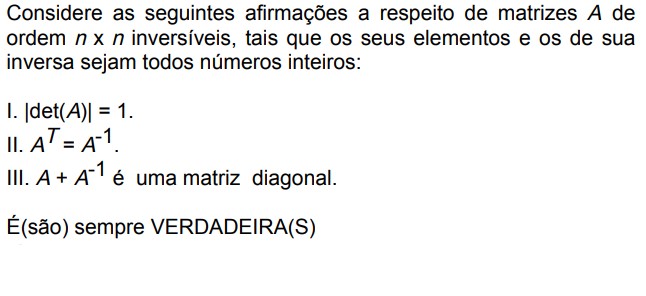 Considere as seguintes afirmações a respeito de matrizes A de
ordem n x n inversíveis, tais que os seus elementos e os de sua
inversa sejam todos números inteiros:
I. |det(A)| = 1.
II. A^T = A^-1.
III. A + A^-1 é uma matriz diagonal.
É(são) sempre VERDADEIRA(S)